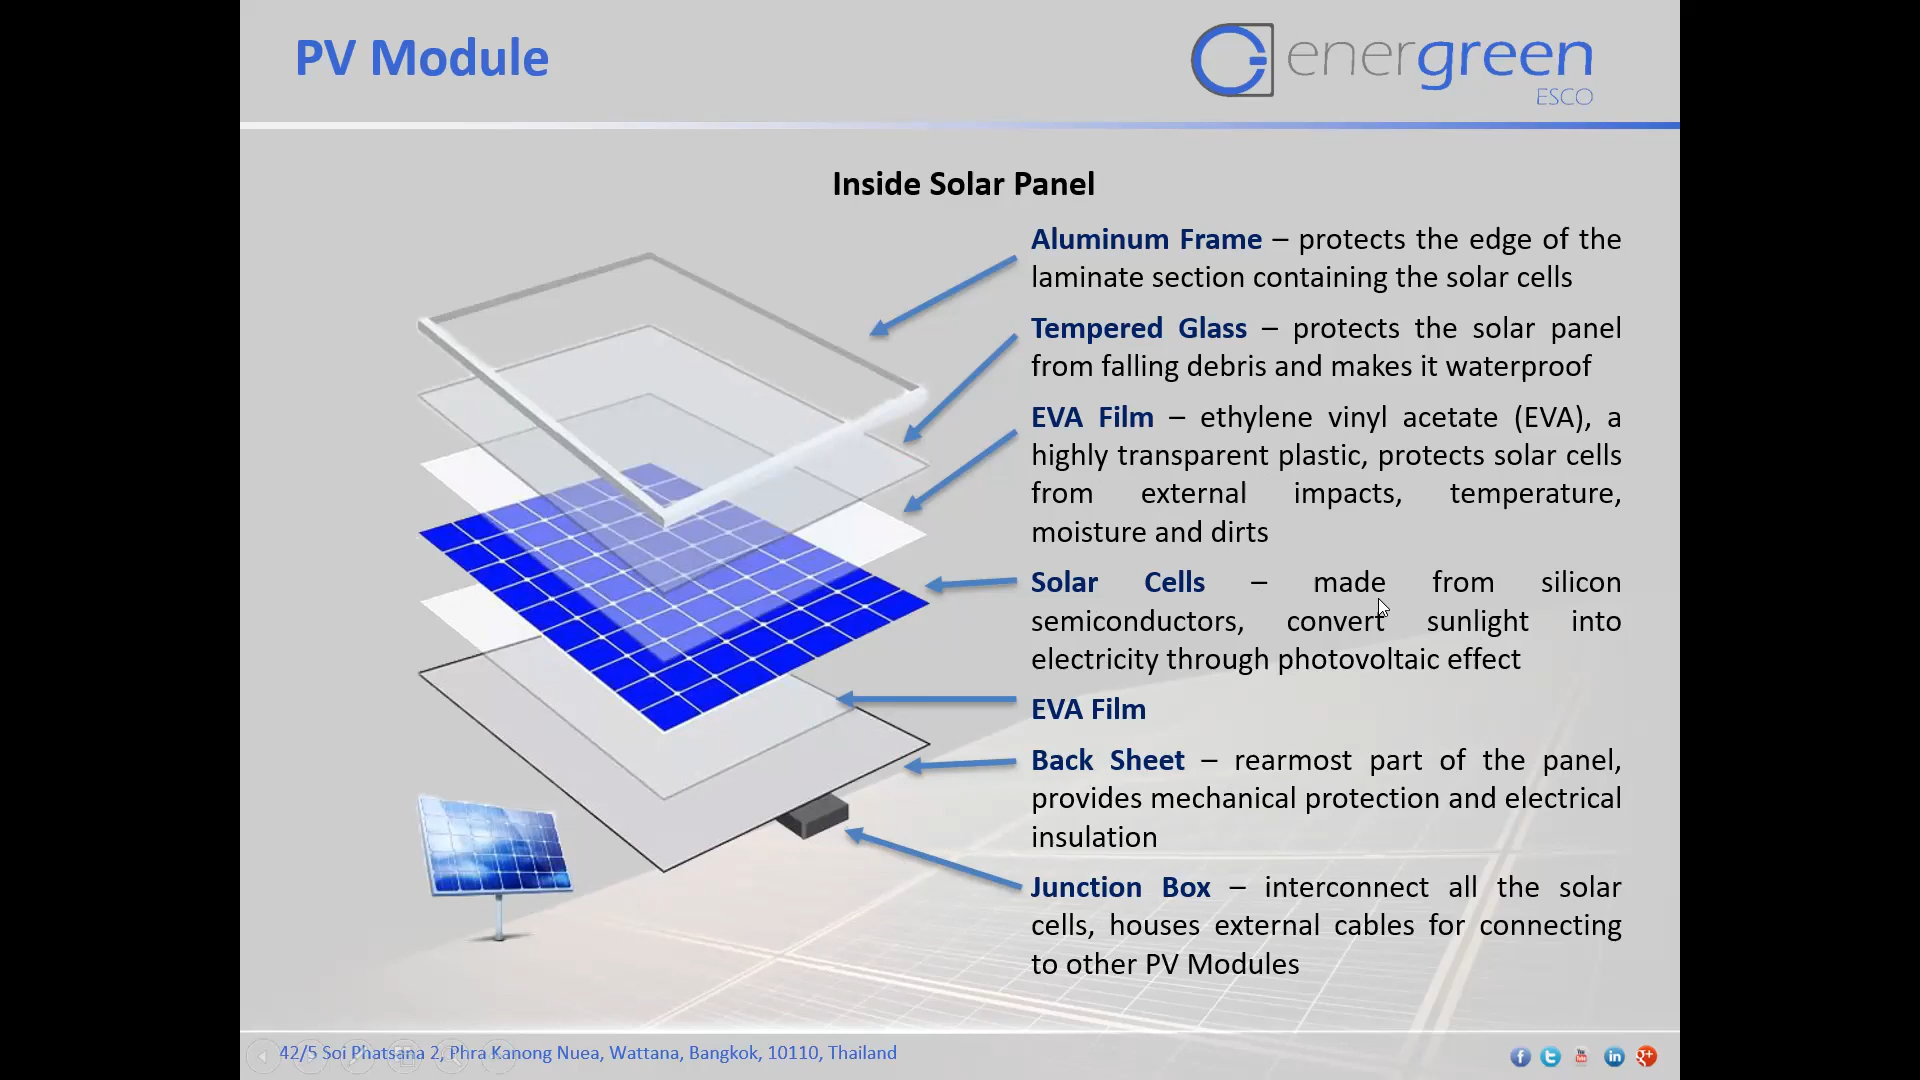 PV Module
energreen
ESCO
Inside Solar Panel
Aluminum Frame – protects the edge of the
laminate section containing the solar cells
Tempered Glass – protects the solar panel
from falling debris and makes it waterproof
EVA Film – ethylene vinyl acetate (EVA), a
highly transparent plastic, protects solar cells
from external impacts, temperature,
moisture and dirts
Solar Cells – made from silicon
semiconductors, convert sunlight into
electricity through photovoltaic effect
EVA Film
Back Sheet – rearmost part of the panel,
provides mechanical protection and electrical
insulation
Junction Box – interconnect all the solar
cells, houses external cables for connecting
to other PV Modules
42/5 Soi Phatsana 2, Phra Kanong Nuea, Wattana, Bangkok, 10110, Thailand